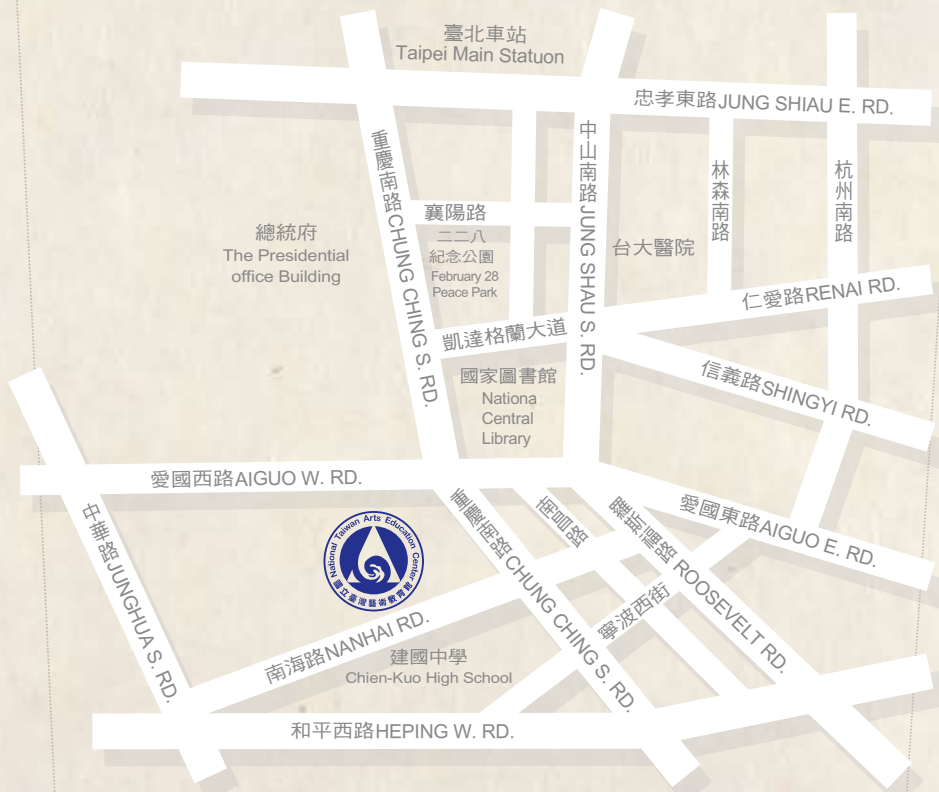 臺北車站
Taipei Main Statuon
忠孝東路JUNG SHIAU E. RD.
重慶南路CHUNG CHING S. RD.
中山南路JUNG SHAU S. RD.
林森南路
杭州南路
襄陽路
總統府
The Presidential
office Building
二二八
紀念公園
February 28
Peace Park
台大醫院
仁愛路RENAI RD.
凱達格蘭大道
信義路SHINGYI RD.
國家圖書館
Nationa
Central
Library
愛國西路AIGUO W. RD.
中華路JUNGHUA S. RD.
National Taiwan Arts Education Center
國立臺灣藝術教育館
重慶南路CHUNG CHING S. RD.
南昌路
羅斯福路ROOSEVELT RD.
愛國東路AIGUO E. RD.
寧波西街
南海路NANHAI RD.
建國中學
Chien-Kuo High School
和平西路HEPING W. RD.